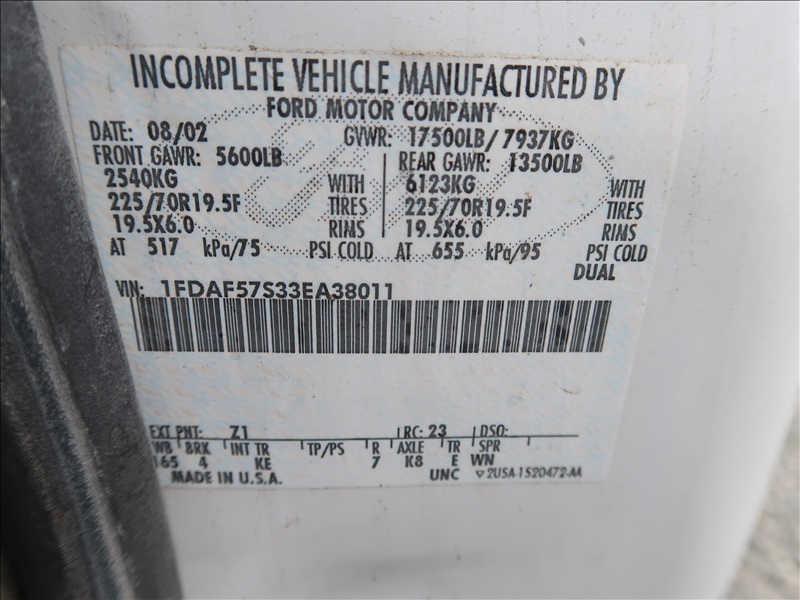 INCOMPLETE VEHICLE MANUFACTURED BY
FORD MOTOR COMPANY
DATE: 08/02 GVWR: 17500LB/ 7937KG
FRONT GAWR: 5600LB REAR GAWR: 13500LB
2540KG WITH 6123KG WITH
225/70R19.5F TIRES 225/70R19.5F TIRES
19.5X6.0 RIMS 19.5X6.0 RIMS
AT 517 kPa/75 PSI COLD AT 655 kPa/95 PSI COLD
DUAL
VIN: 1FDAF57S33EA38011
EXT PNT: Z1 RC: 23 DSO:
WB BRK INT TR TP/PS R AXLE TR SPR
165 4 KE 7 K8 E WN
MADE IN U.S.A. UNC ▽2U5A-1520472-AA